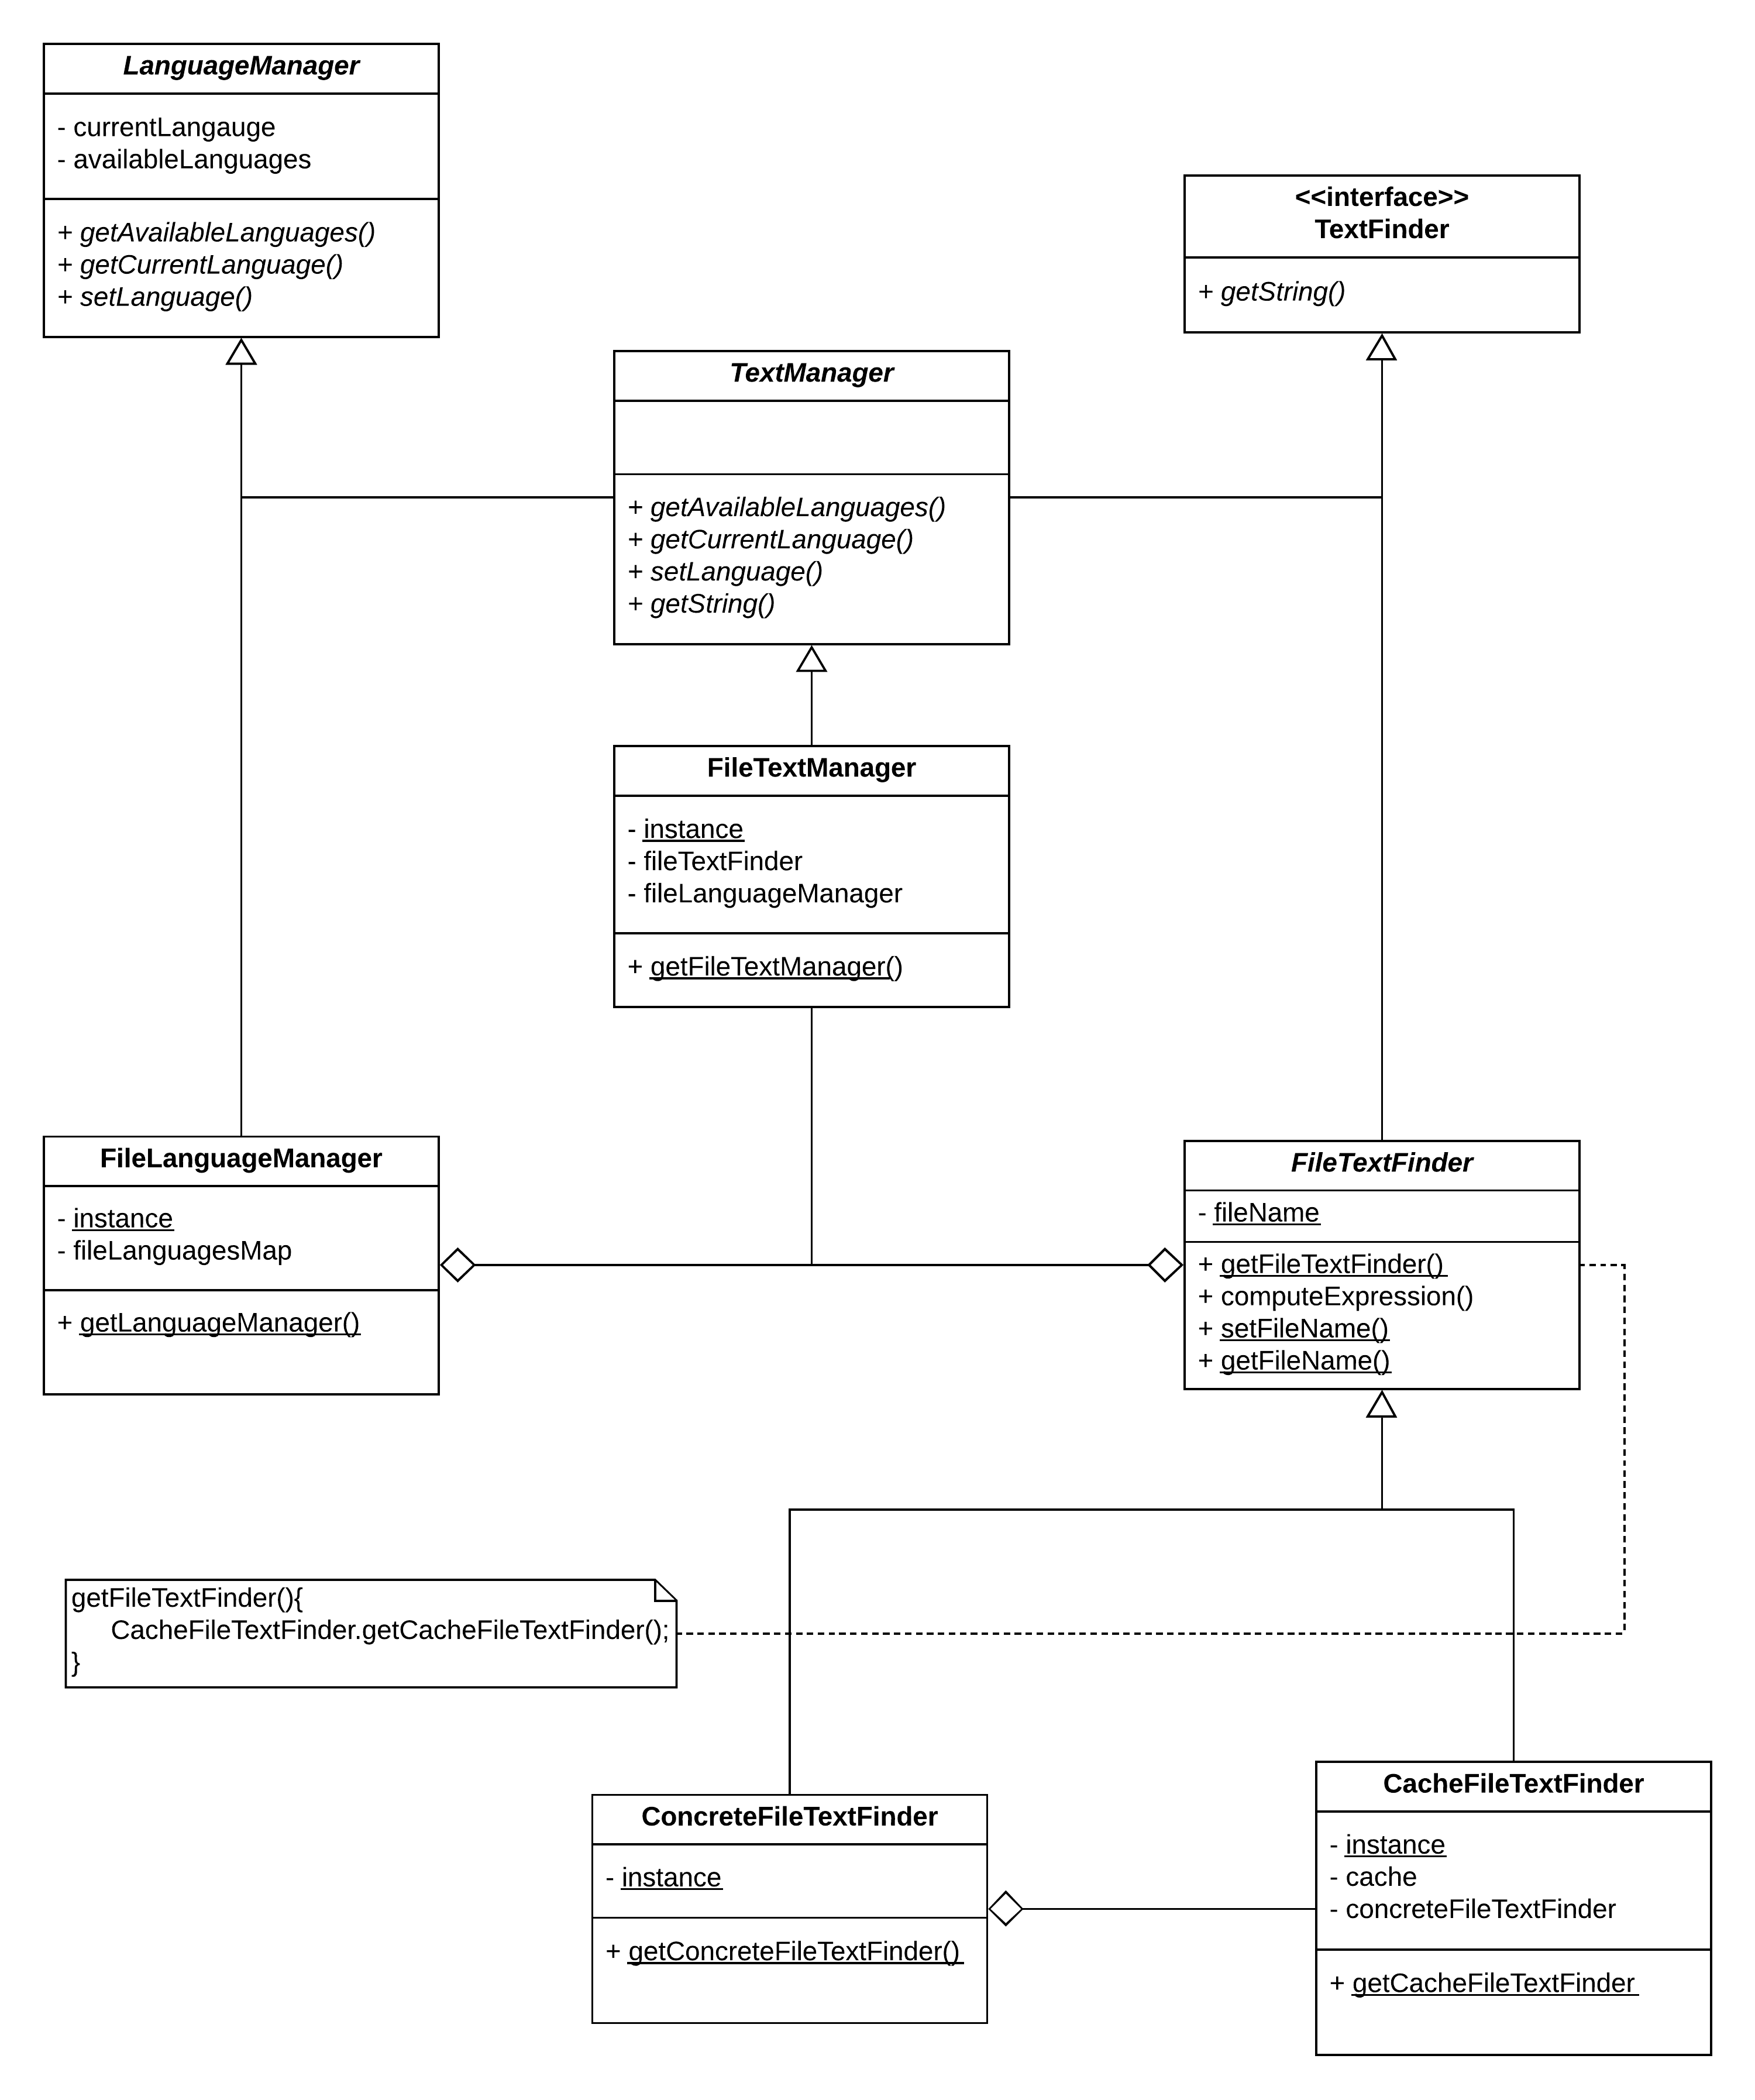 LanguageManager
- currentLangauge
- availableLanguages
+ getAvailableLanguages()
+ getCurrentLanguage()
+ setLanguage()
<<interface>>
TextFinder
+ getString()
TextManager
+ getAvailableLanguages()
+ getCurrentLanguage()
+ setLanguage()
+ getString()
FileTextManager
- instance
- fileTextFinder
- fileLanguageManager
+ getFileTextManager()
FileLanguageManager
- instance
- fileLanguagesMap
+ getLanguageManager()
FileTextFinder
- fileName
+ getFileTextFinder()
+ computeExpression()
+ setFileName()
+ getFileName()
getFileTextFinder(){
CacheFileTextFinder.getCacheFileTextFinder();
}
ConcreteFileTextFinder
- instance
+ getConcreteFileTextFinder()
CacheFileTextFinder
- instance
- cache
- concreteFileTextFinder
+ getCacheFileTextFinder